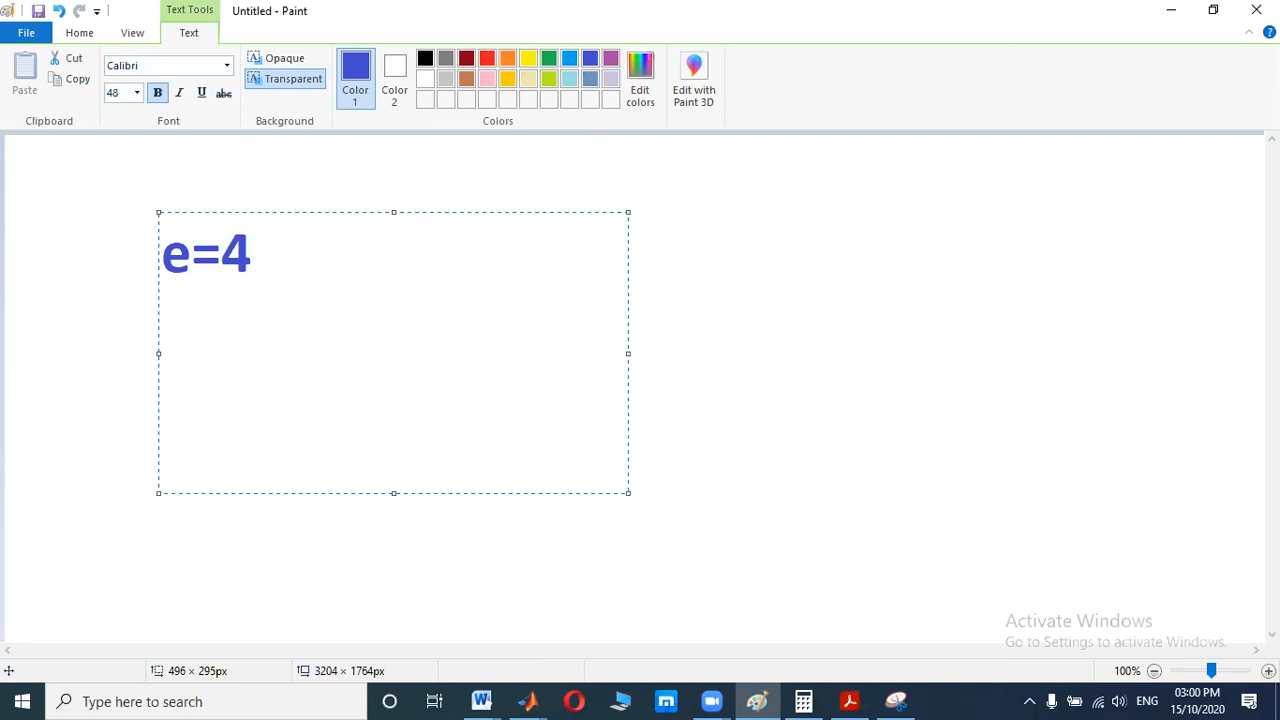 Text Tools
Untitled - Paint
File
Home
View
Text
Paste
Cut
Copy
Clipboard
Calibri
48
B
I
U
abc
Font
A Opaque
A Transparent
Background
Color 1
Color 2
Edit colors
Colors
Edit with Paint 3D
e=4
Activate Windows
Go to Settings to activate Windows.
496 × 295px
3204 × 1764px
100%
Type here to search
W
ENG
03:00 PM
15/10/2020